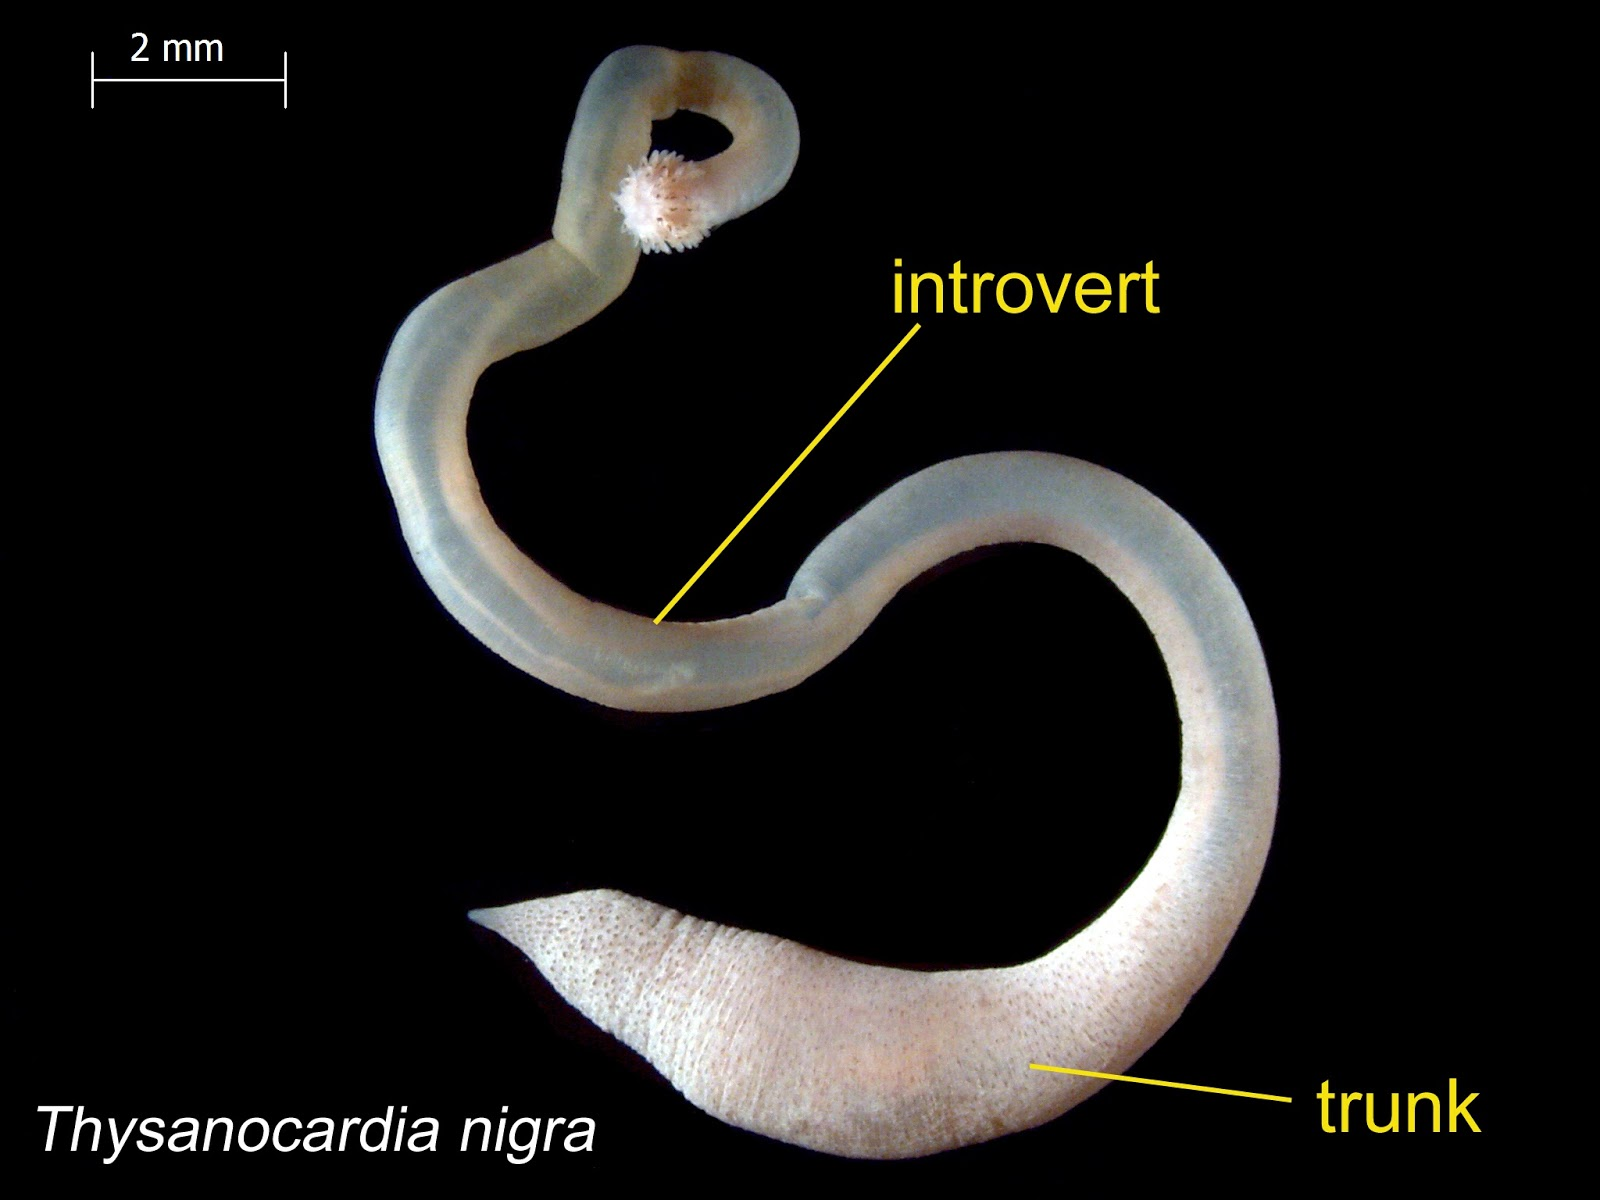 2 mm
introvert
trunk
Thysanocardia nigra